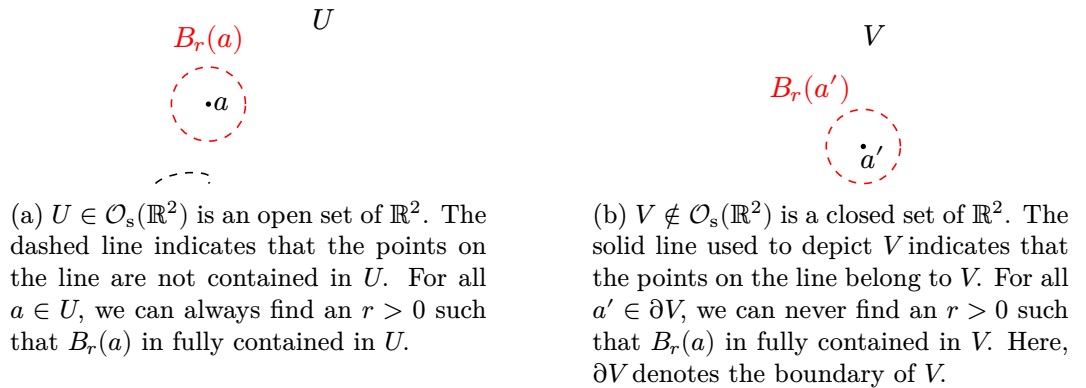 U
B_r(a)
a
(a) U ∈ 𝒪_s(ℝ²) is an open set of ℝ². The
dashed line indicates that the points on
the line are not contained in U. For all
a ∈ U, we can always find an r > 0 such
that B_r(a) in fully contained in U.
V
B_r(a′)
a′
(b) V ∉ 𝒪_s(ℝ²) is a closed set of ℝ². The
solid line used to depict V indicates that
the points on the line belong to V. For all
a′ ∈ ∂V, we can never find an r > 0 such
that B_r(a) in fully contained in V. Here,
∂V denotes the boundary of V.